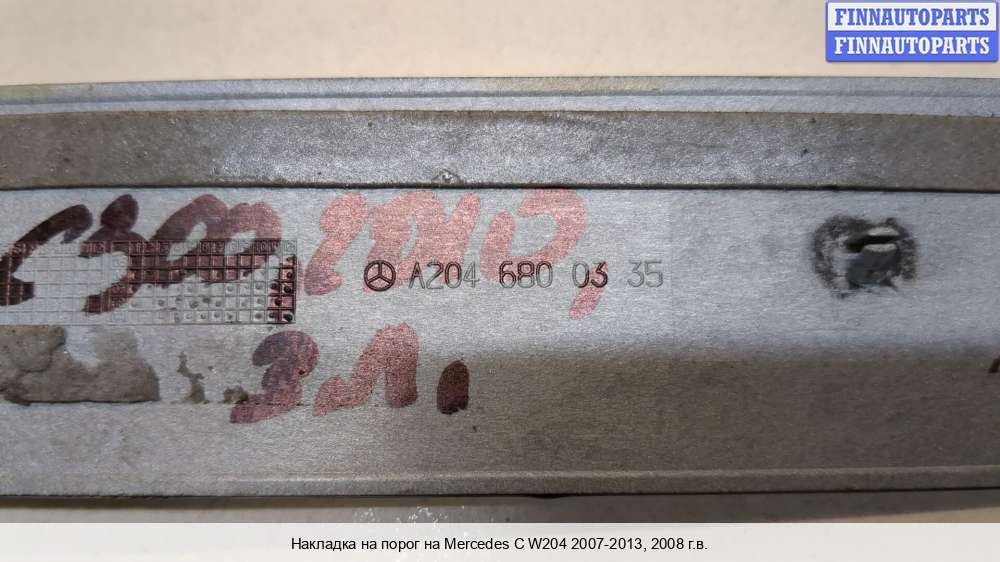 FINNAUTOPARTS
FINNAUTOPARTS
A204 680 03 35
Накладка на порог на Mercedes C W204 2007-2013, 2008 г.в.